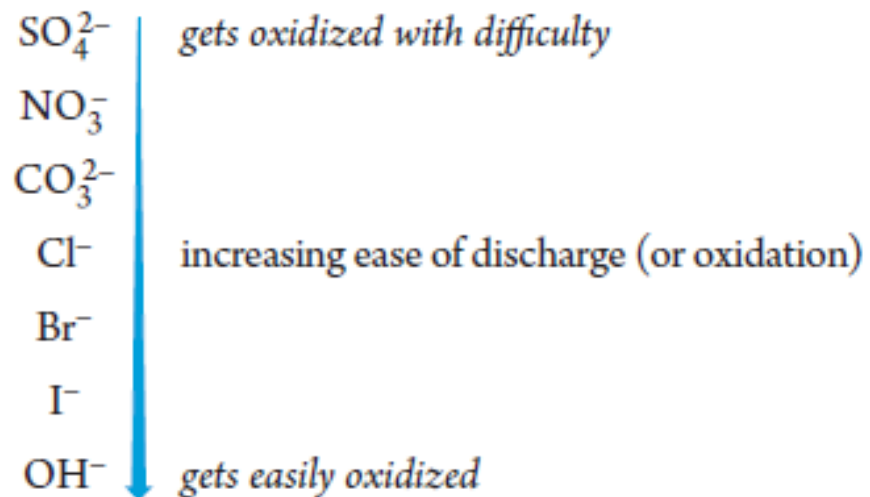 SO₄²⁻ gets oxidized with difficulty
NO₃⁻
CO₃²⁻
Cl⁻ increasing ease of discharge (or oxidation)
Br⁻
I⁻
OH⁻ gets easily oxidized